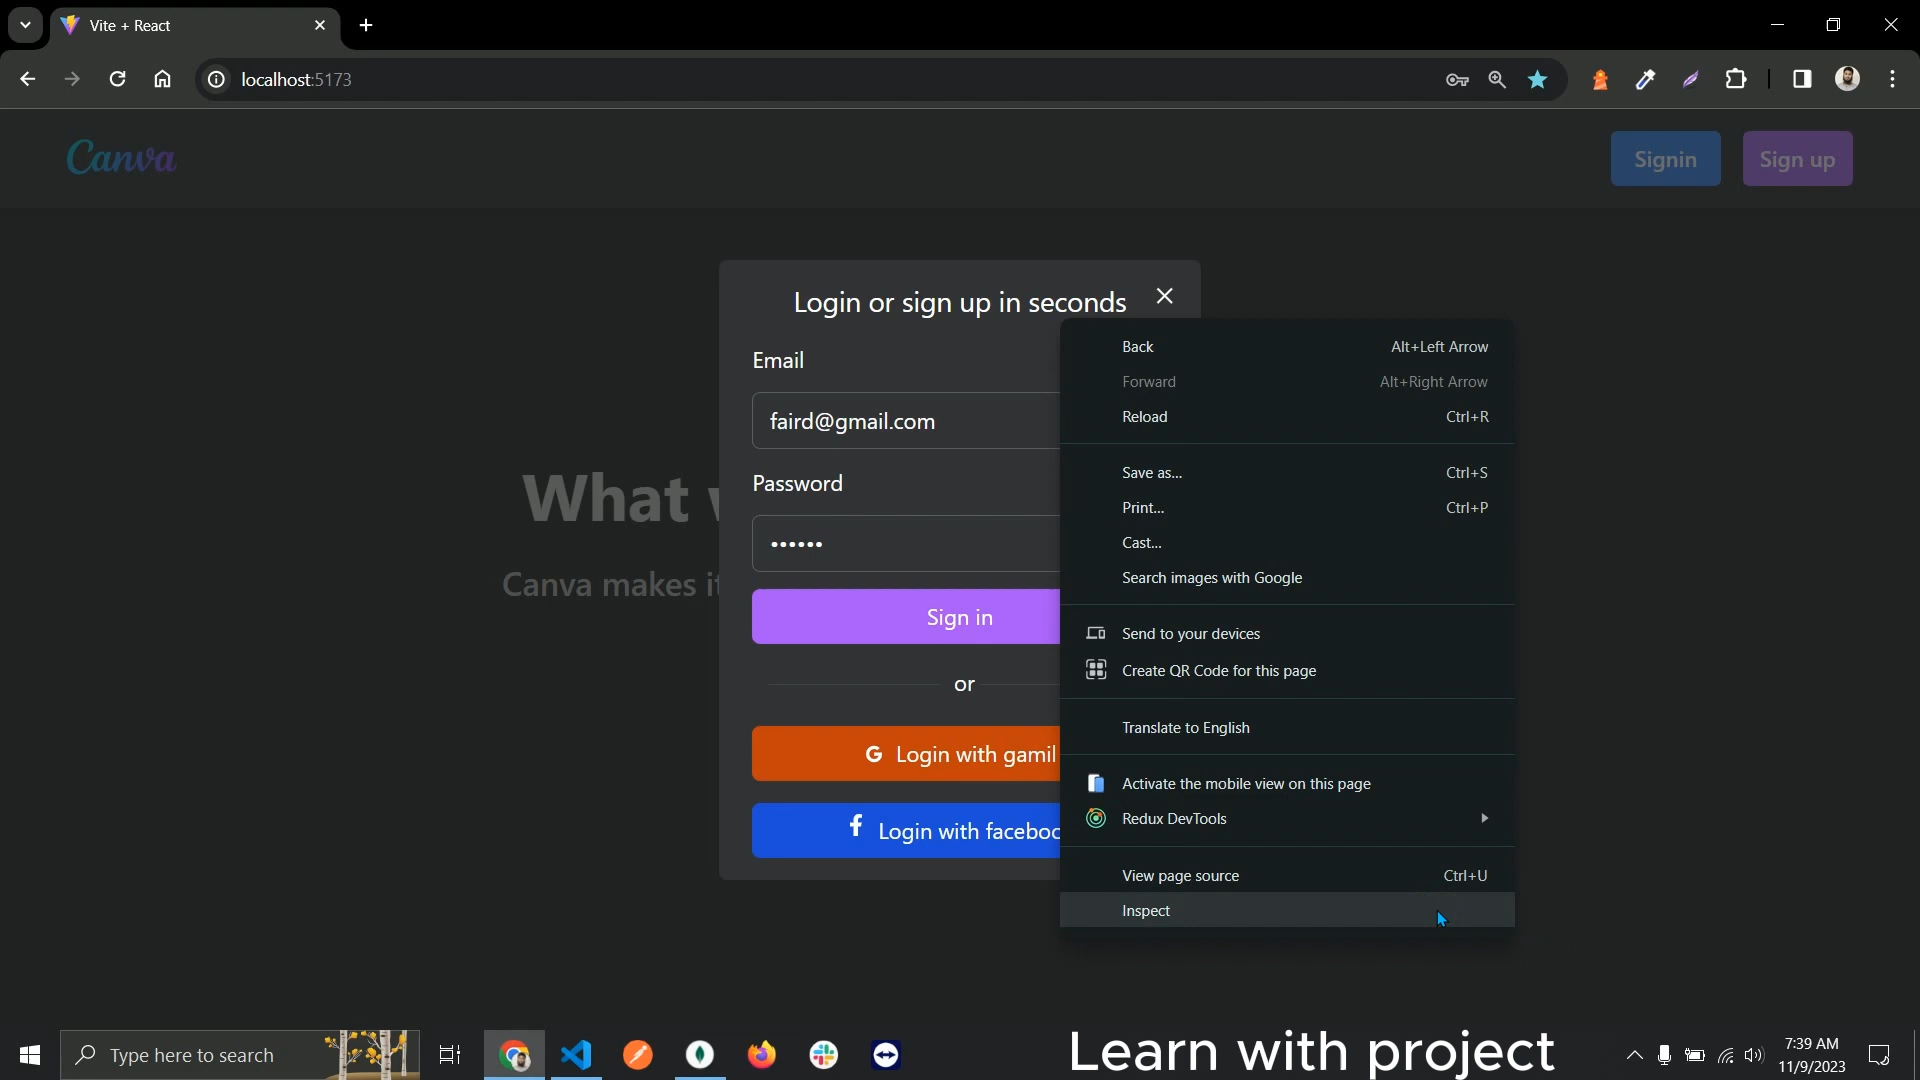 Vite + React
localhost:5173
Canva
Signin
Sign up
Login or sign up in seconds
Email
faird@gmail.com
Password
••••••
Sign in
or
G Login with gamil
f Login with faceboo
What
Canva makes it
Back Alt+Left Arrow
Forward Alt+Right Arrow
Reload Ctrl+R
Save as... Ctrl+S
Print... Ctrl+P
Cast...
Search images with Google
Send to your devices
Create QR Code for this page
Translate to English
Activate the mobile view on this page
Redux DevTools
View page source Ctrl+U
Inspect
Type here to search
Learn with project
7:39 AM
11/9/2023